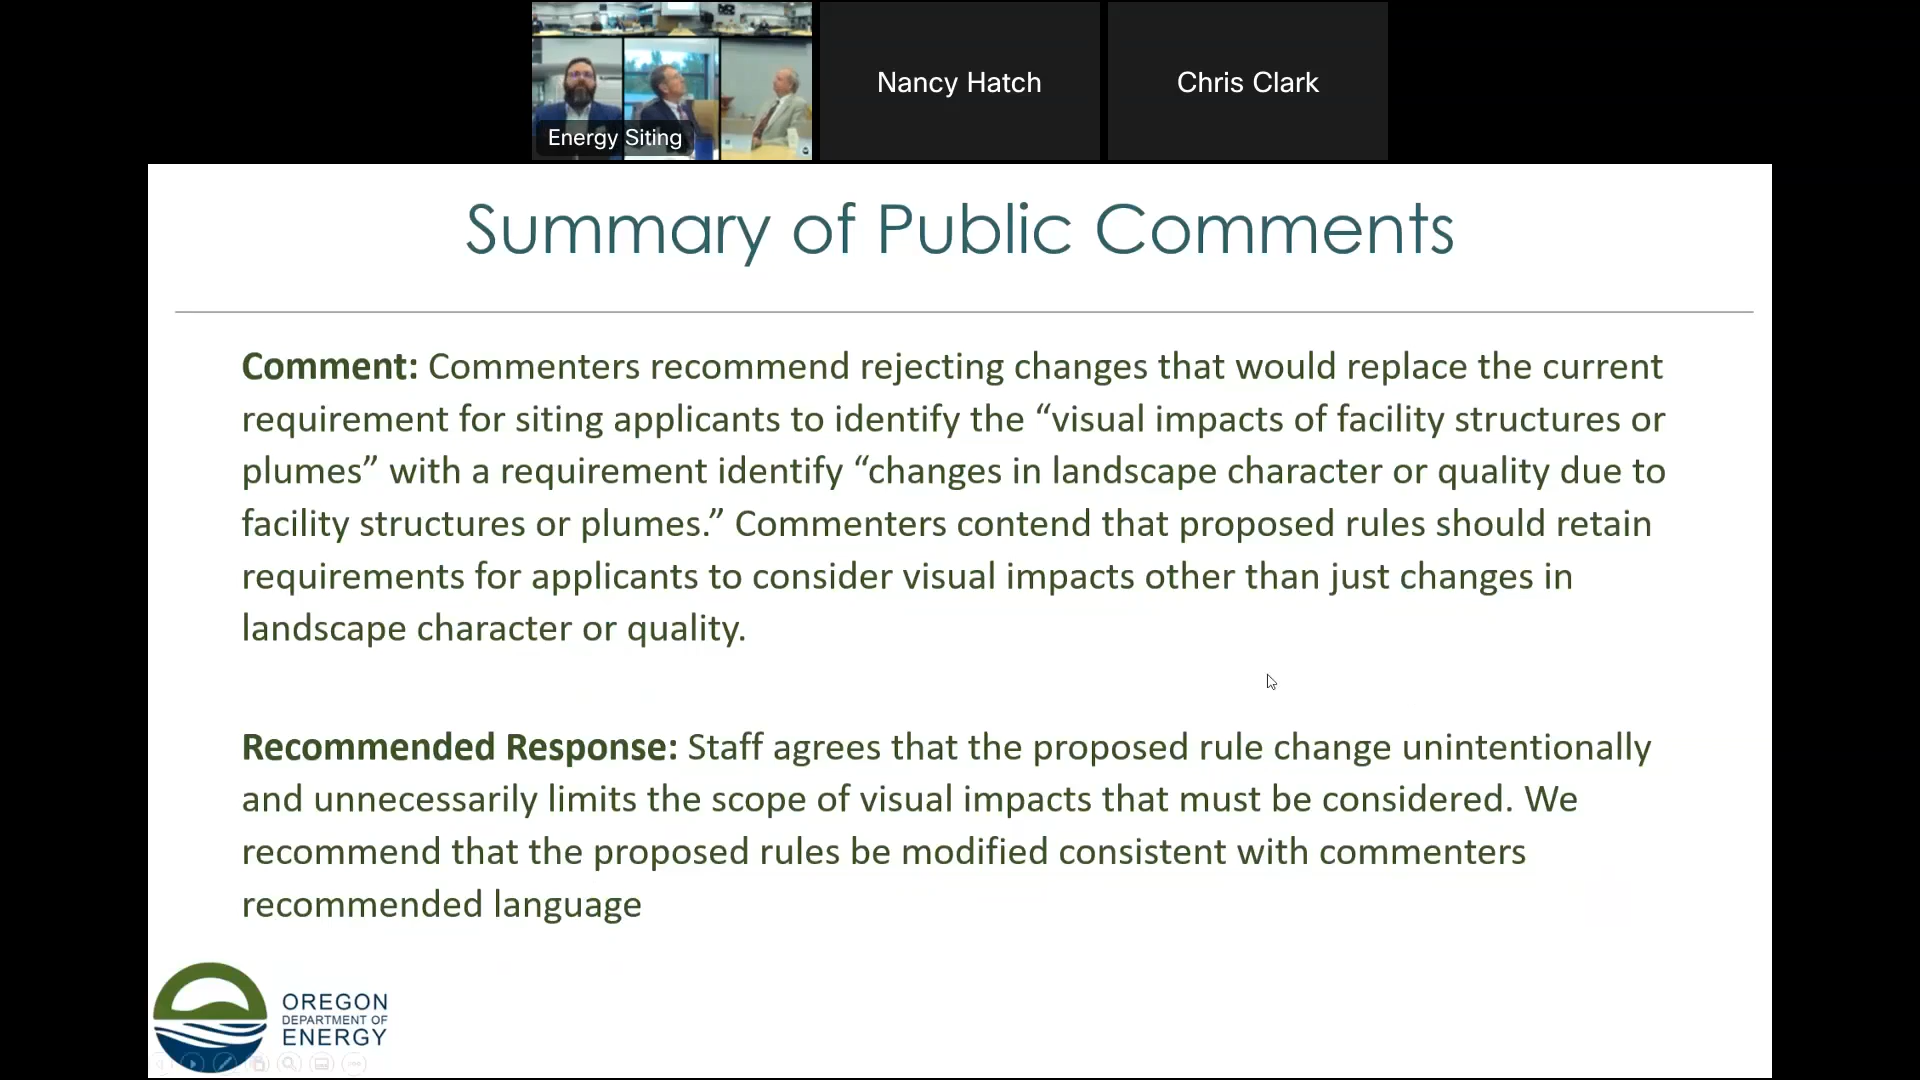 Energy Siting
Nancy Hatch
Chris Clark
Summary of Public Comments
Comment: Commenters recommend rejecting changes that would replace the current
requirement for siting applicants to identify the “visual impacts of facility structures or
plumes” with a requirement identify “changes in landscape character or quality due to
facility structures or plumes.” Commenters contend that proposed rules should retain
requirements for applicants to consider visual impacts other than just changes in
landscape character or quality.
Recommended Response: Staff agrees that the proposed rule change unintentionally
and unnecessarily limits the scope of visual impacts that must be considered. We
recommend that the proposed rules be modified consistent with commenters
recommended language
OREGON
DEPARTMENT OF
ENERGY